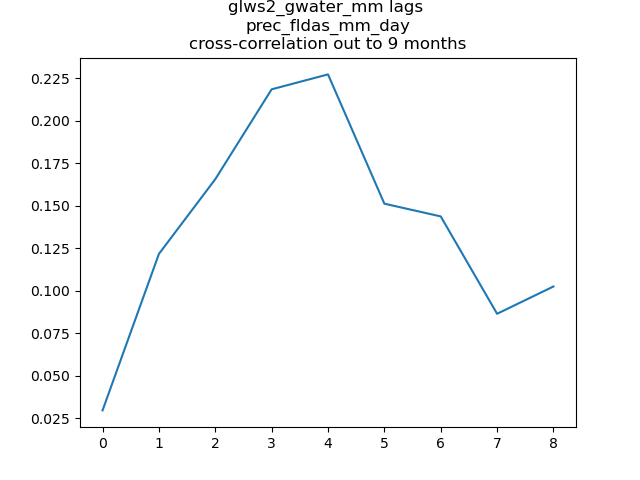 glws2_gwater_mm lags
prec_fldas_mm_day
cross-correlation out to 9 months
0.225
0.200
0.175
0.150
0.125
0.100
0.075
0.050
0.025
0 1 2 3 4 5 6 7 8